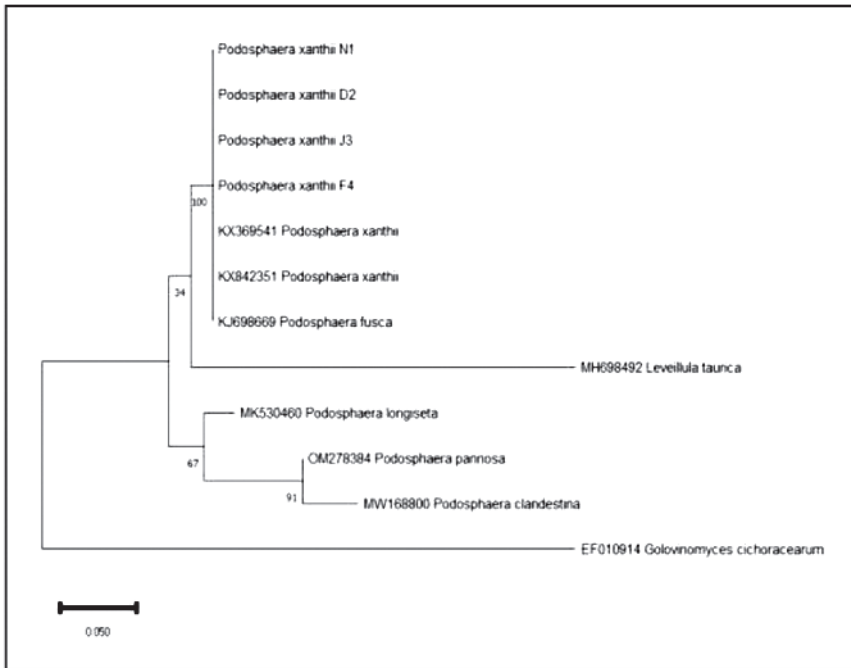 Podosphaera xanthii N1
Podosphaera xanthii D2
Podosphaera xanthii J3
Podosphaera xanthii F4
100
KX369541 Podosphaera xanthii
KX842351 Podosphaera xanthii
34
KJ698669 Podosphaera fusca
MH698492 Leveillula taurica
MK530460 Podosphaera longiseta
OM278384 Podosphaera pannosa
67
91
MW168800 Podosphaera clandestina
EF010914 Golovinomyces cichoracearum
0.050